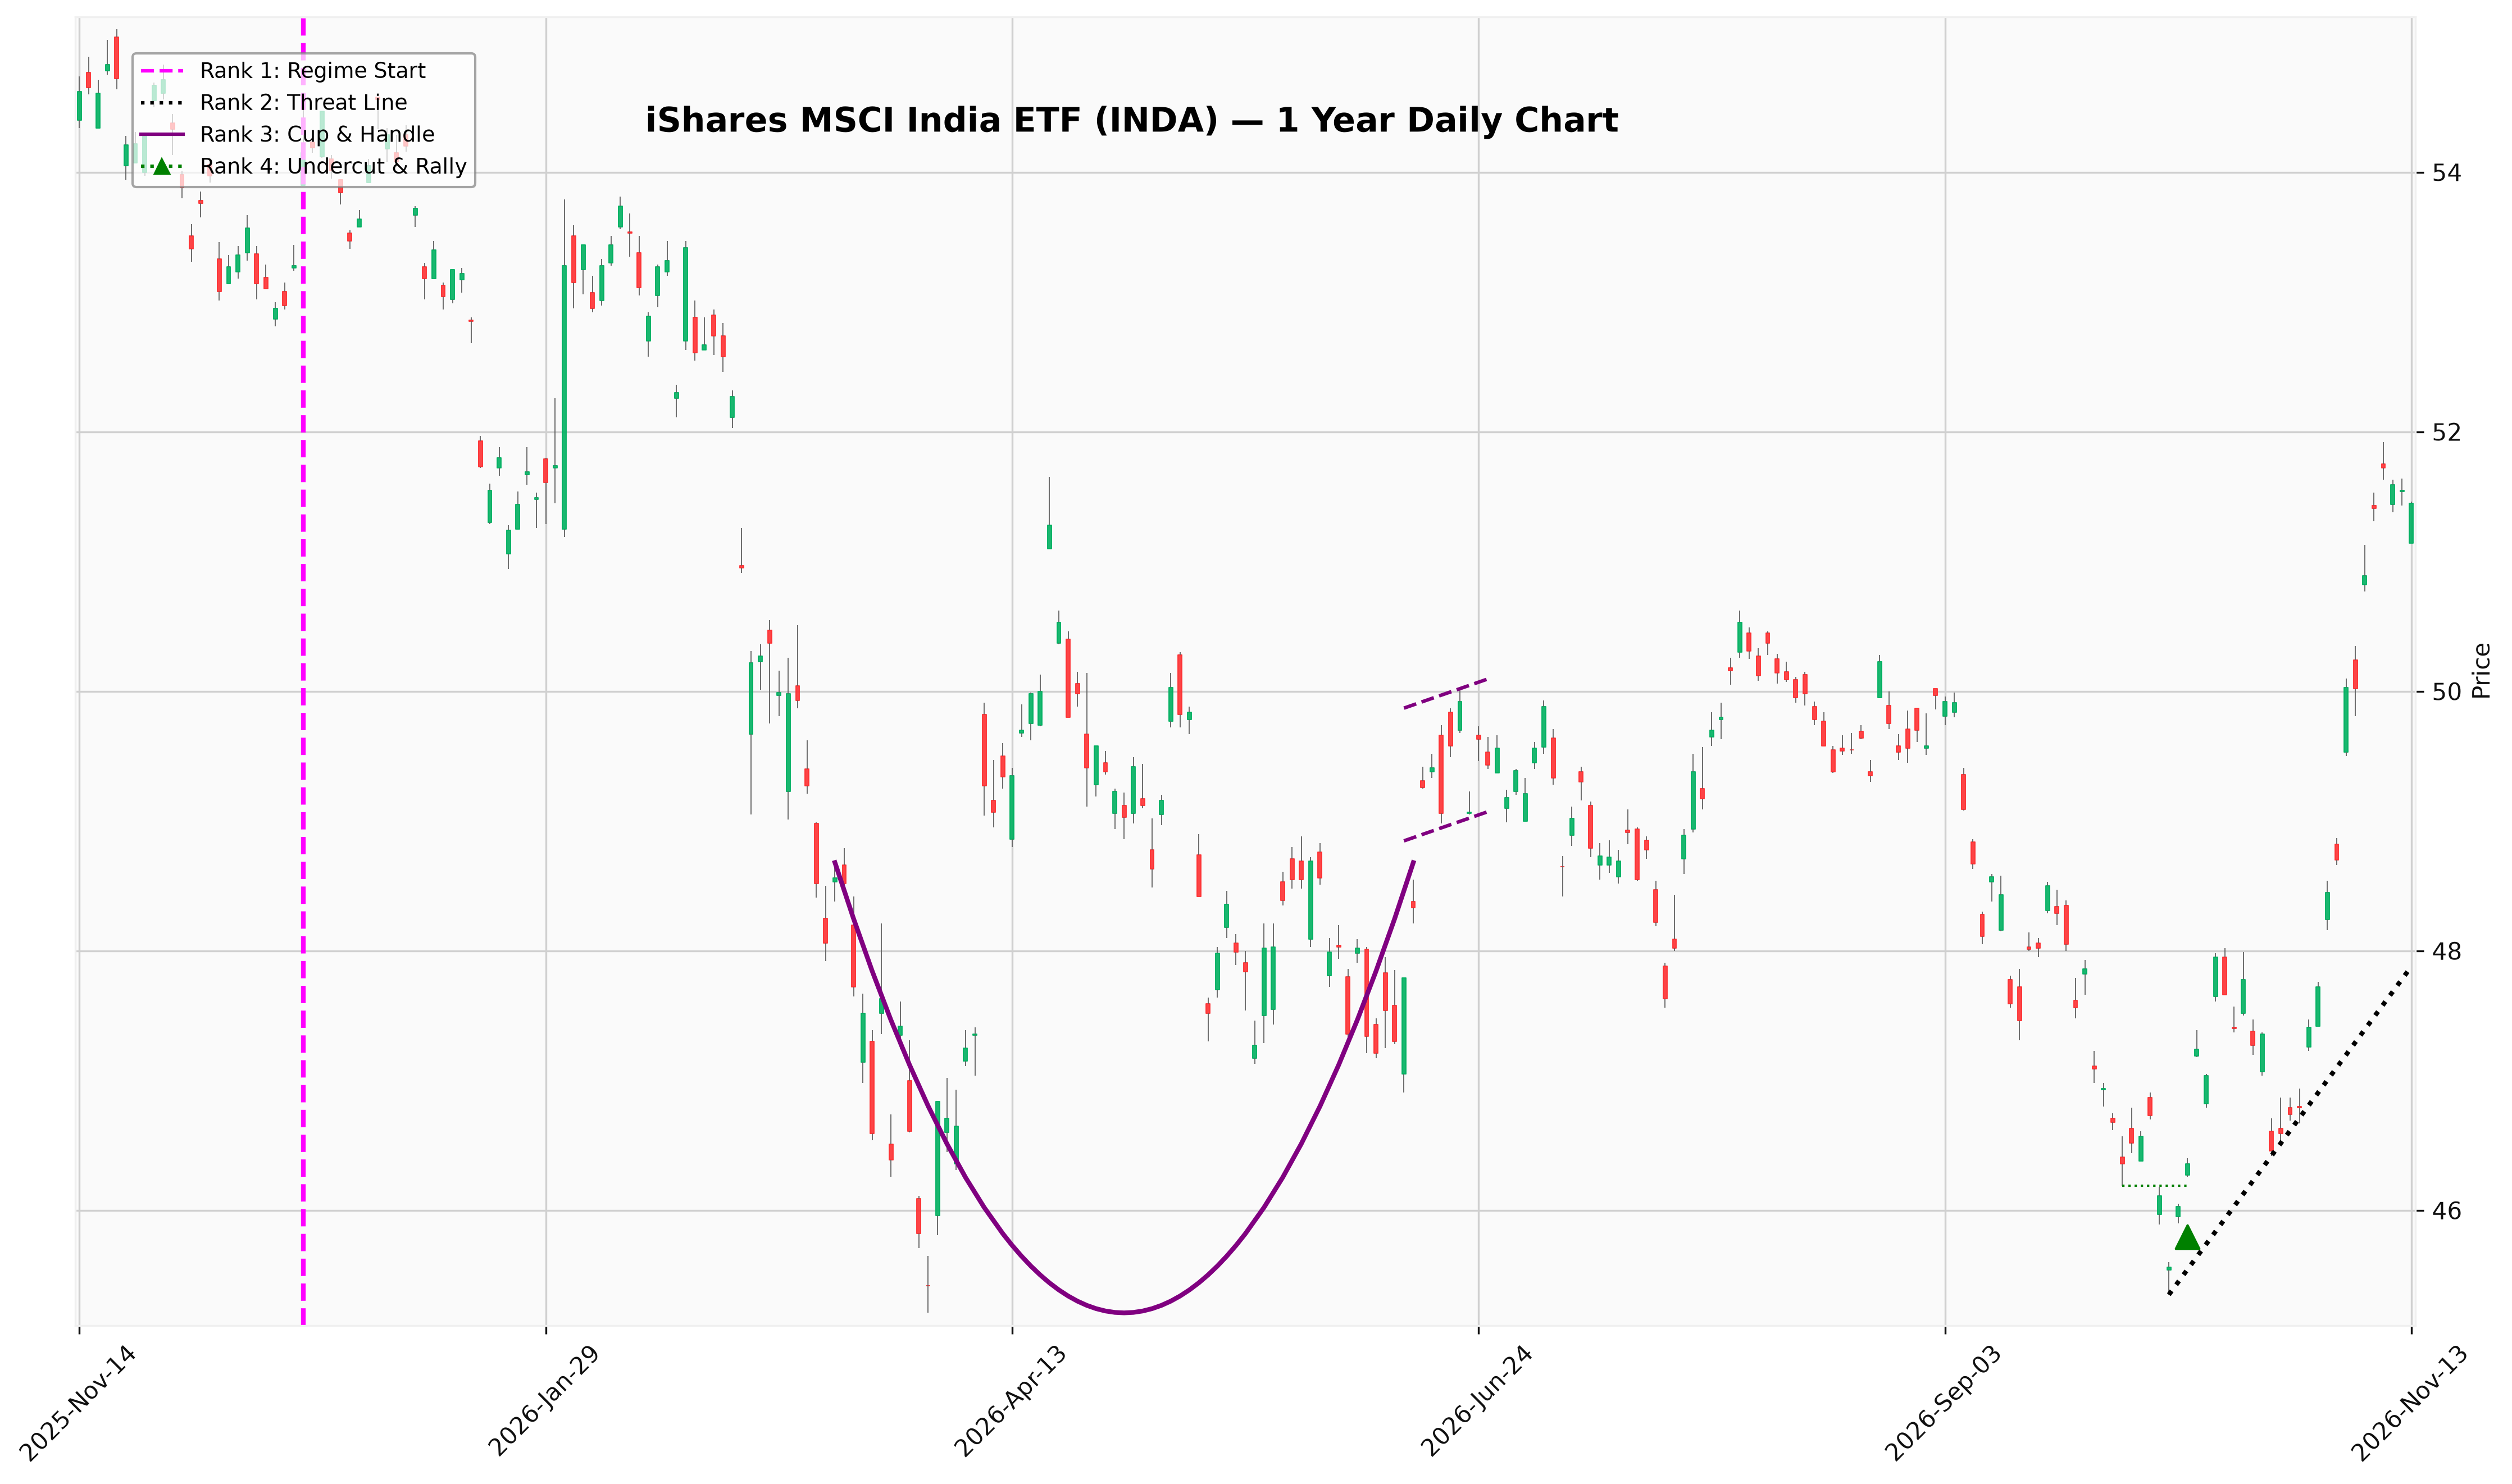 Rank 1: Regime Start
Rank 2: Threat Line
Rank 3: Cup & Handle
Rank 4: Undercut & Rally
iShares MSCI India ETF (INDA) — 1 Year Daily Chart
54
52
50
48
46
Price
2025-Nov-14
2026-Jan-29
2026-Apr-13
2026-Jun-24
2026-Sep-03
2026-Nov-13